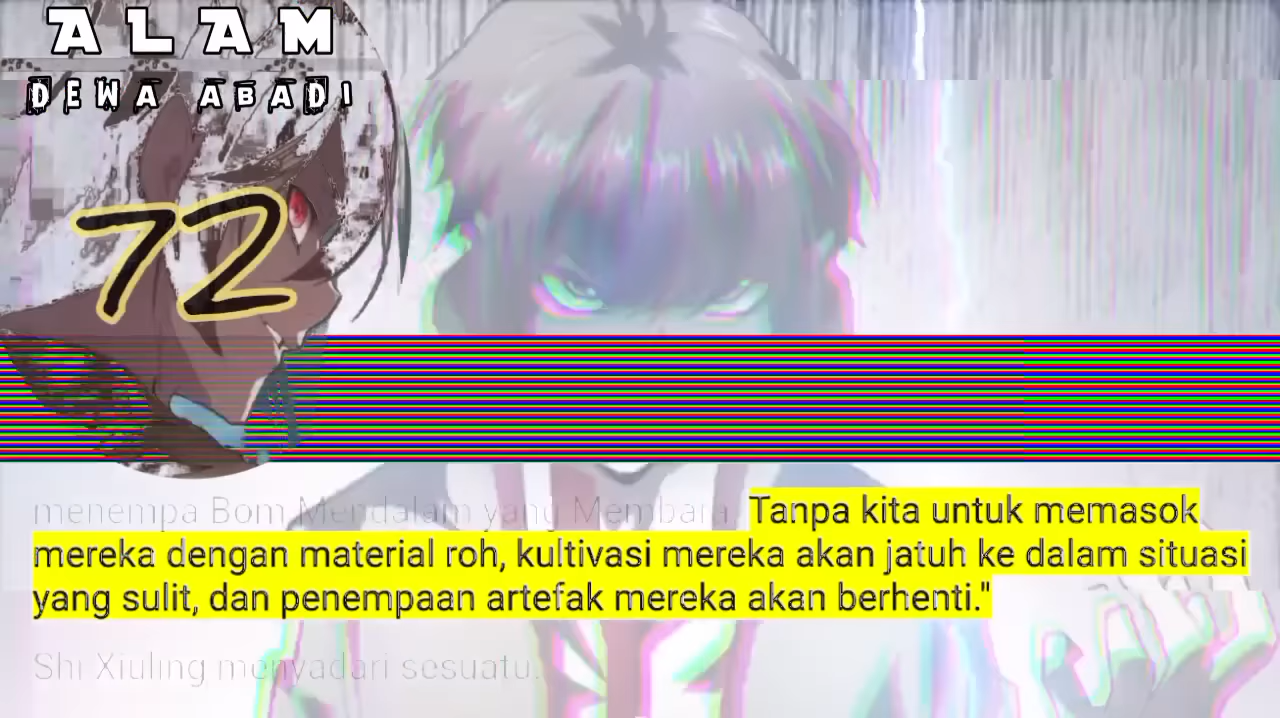 ALAM
DEWA ABADI
72
menempa Bom Mendalam yang Membara. Tanpa kita untuk memasok
mereka dengan material roh, kultivasi mereka akan jatuh ke dalam situasi
yang sulit, dan penempaan artefak mereka akan berhenti."
Shi Xiuling menyadari sesuatu.